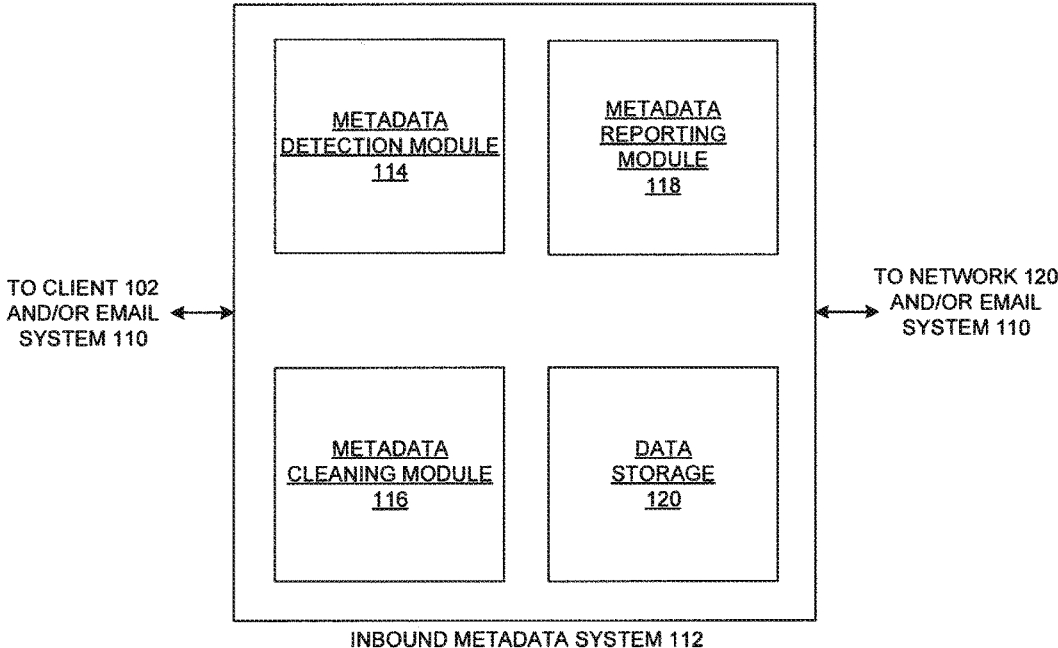 METADATA
DETECTION MODULE
114
METADATA
REPORTING
MODULE
118
TO CLIENT 102
AND/OR EMAIL
SYSTEM 110
TO NETWORK 120
AND/OR EMAIL
SYSTEM 110
METADATA
CLEANING MODULE
116
DATA
STORAGE
120
INBOUND METADATA SYSTEM 112